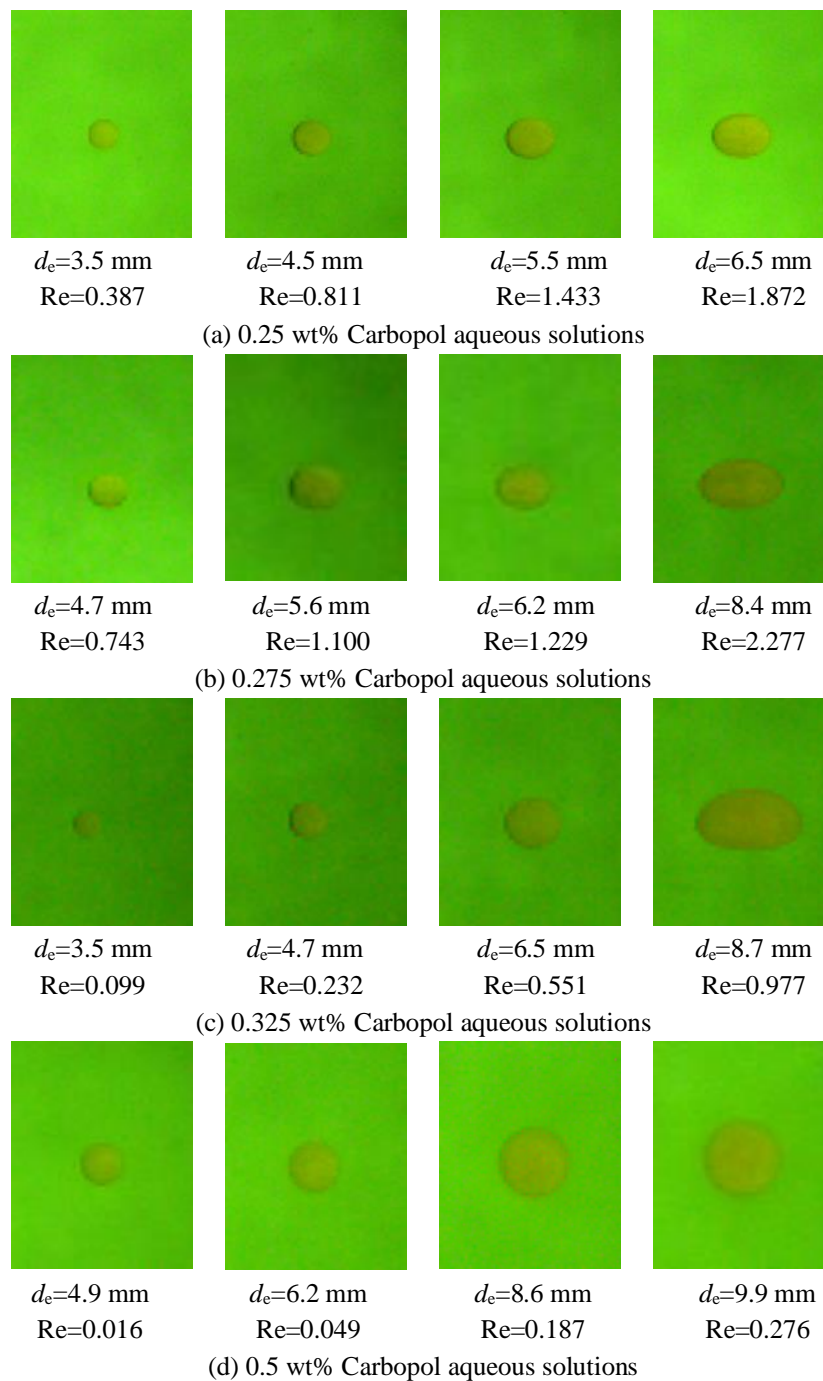 de=3.5 mm de=4.5 mm de=5.5 mm de=6.5 mm
Re=0.387 Re=0.811 Re=1.433 Re=1.872
(a) 0.25 wt% Carbopol aqueous solutions
de=4.7 mm de=5.6 mm de=6.2 mm de=8.4 mm
Re=0.743 Re=1.100 Re=1.229 Re=2.277
(b) 0.275 wt% Carbopol aqueous solutions
de=3.5 mm de=4.7 mm de=6.5 mm de=8.7 mm
Re=0.099 Re=0.232 Re=0.551 Re=0.977
(c) 0.325 wt% Carbopol aqueous solutions
de=4.9 mm de=6.2 mm de=8.6 mm de=9.9 mm
Re=0.016 Re=0.049 Re=0.187 Re=0.276
(d) 0.5 wt% Carbopol aqueous solutions